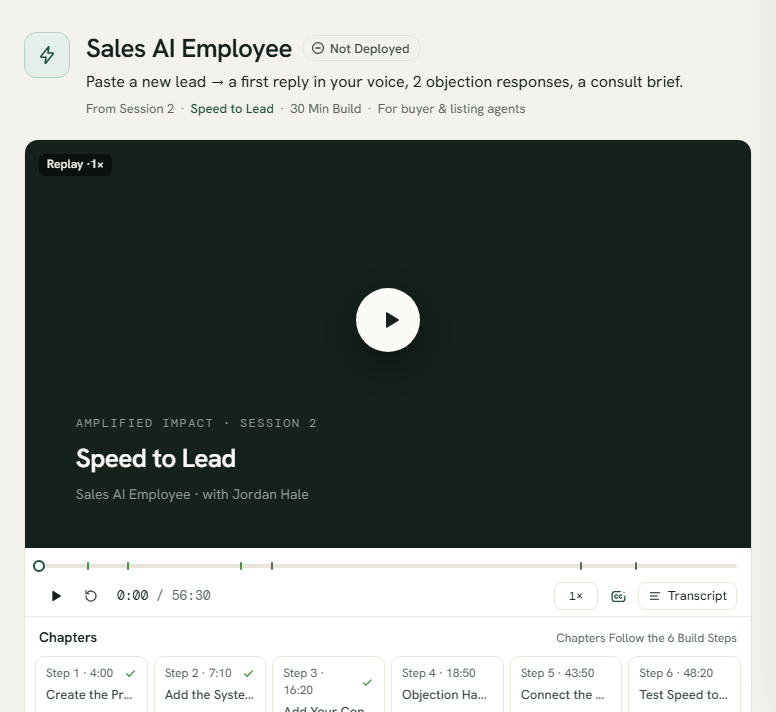 Sales AI Employee
Not Deployed
Paste a new lead → a first reply in your voice, 2 objection responses, a consult brief.
From Session 2 · Speed to Lead · 30 Min Build · For buyer & listing agents
Replay ·1×
AMPLIFIED IMPACT · SESSION 2
Speed to Lead
Sales AI Employee · with Jordan Hale
0:00 / 56:30
1×
CC
Transcript
Chapters
Chapters Follow the 6 Build Steps
Step 1 · 4:00
Create the Pr...
Step 2 · 7:10
Add the Syste...
Step 3 ·
16:20
Add Your Con...
Step 4 · 18:50
Objection Ha...
Step 5 · 43:50
Connect the ...
Step 6 · 48:20
Test Speed to...